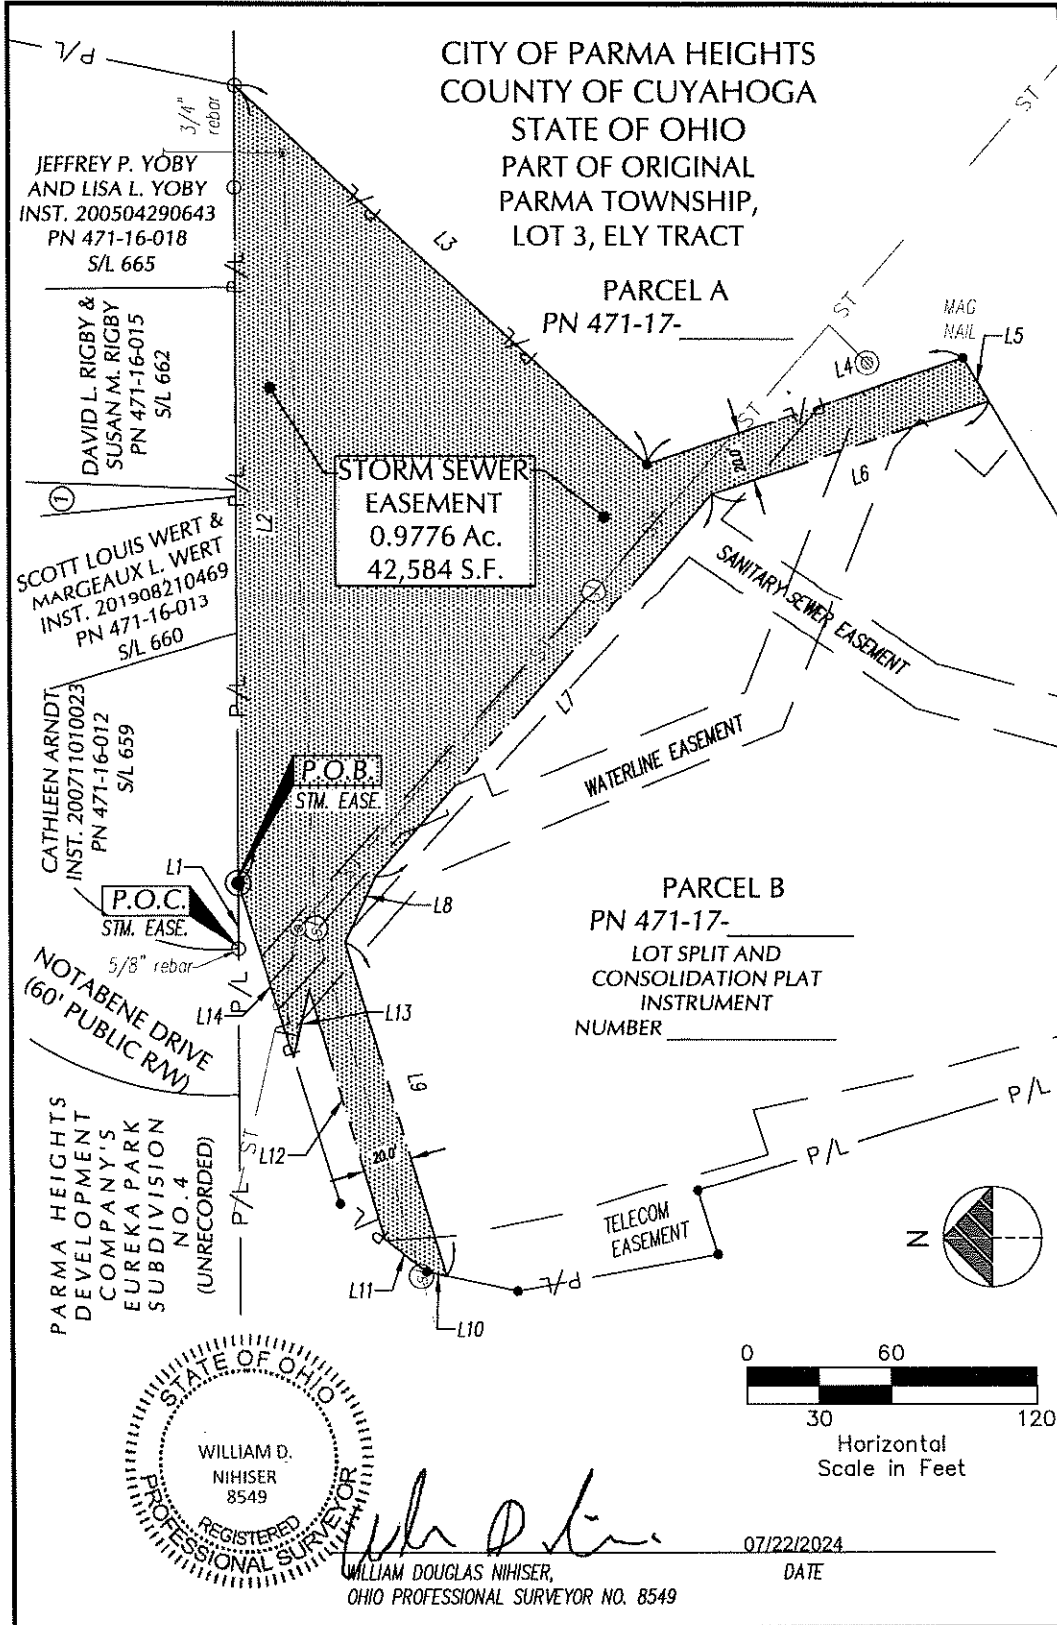 CITY OF PARMA HEIGHTS
COUNTY OF CUYAHOGA
STATE OF OHIO
PART OF ORIGINAL
PARMA TOWNSHIP,
LOT 3, ELY TRACT
PARCEL A
PN 471-17-
P/L
3/4"
rebar
JEFFREY P. YOBY
AND LISA L. YOBY
INST. 200504290643
PN 471-16-018
S/L 665
P/L
DAVID L. RIGBY &
SUSAN M. RIGBY
PN 471-16-015
S/L 662
P/L
1
SCOTT LOUIS WERT &
MARGEAUX L. WERT
INST. 201908210469
PN 471-16-013
S/L 660
P/L
CATHLEEN ARNDT
INST. 200711010023
PN 471-16-012
S/L 659
L2
P/L
L3
P/L
ST
ST
ST
MAG
NAIL
L5
L4
P/L
20.0'
L6
STORM SEWER
EASEMENT
0.9776 Ac.
42,584 S.F.
SANITARY SEWER EASEMENT
L7
WATERLINE EASEMENT
P.O.B.
STM. EASE.
L1
P.O.C.
STM. EASE.
5/8" rebar
L8
PARCEL B
PN 471-17-
LOT SPLIT AND
CONSOLIDATION PLAT
INSTRUMENT
NUMBER
NOTABENE DRIVE
(60' PUBLIC R/W)
P/L
L14
P/L
L13
L9
L12
20.0'
ST
P/L
PARMA HEIGHTS
DEVELOPMENT
COMPANY'S
EUREKA PARK
SUBDIVISION
NO.4
(UNRECORDED)
P/L
L11
L10
P/L
TELECOM
EASEMENT
P/L
P/L
N
0 60
30 120
Horizontal
Scale in Feet
STATE OF OHIO
WILLIAM D.
NIHISER
8549
REGISTERED
PROFESSIONAL SURVEYOR
WILLIAM DOUGLAS NIHISER,
OHIO PROFESSIONAL SURVEYOR NO. 8549
07/22/2024
DATE